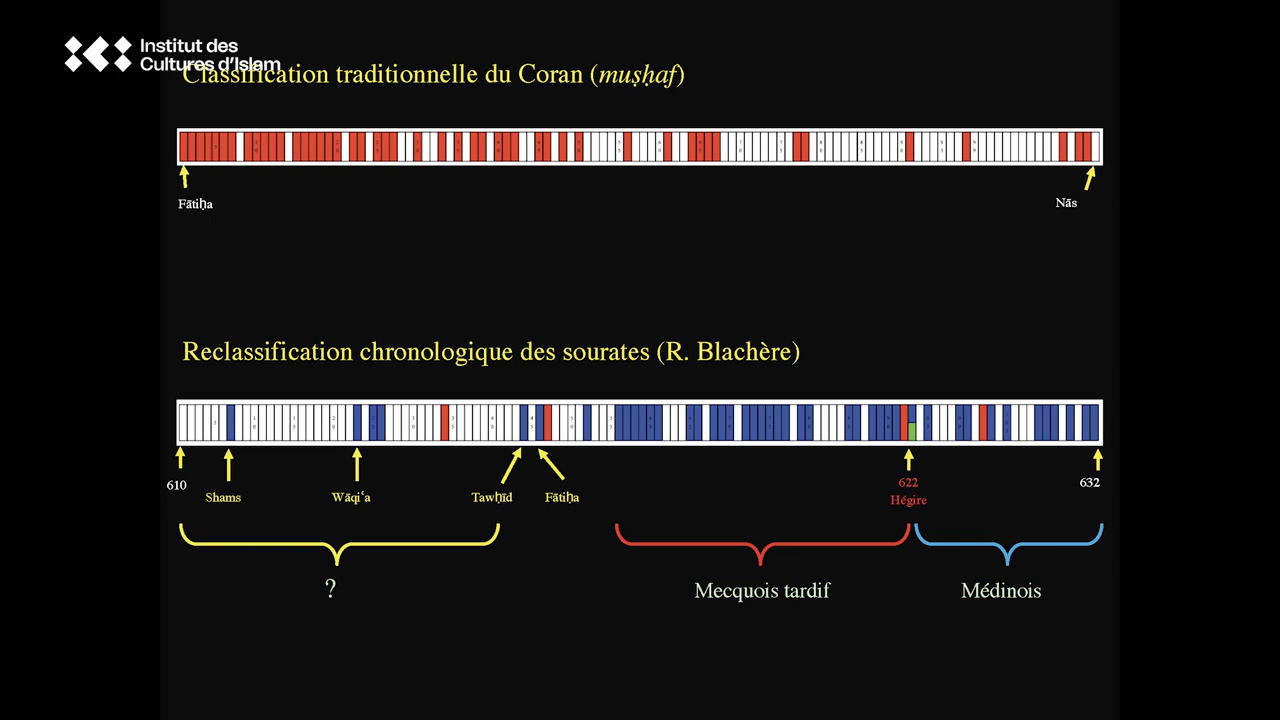 Institut des
Cultures d'Islam
Classification traditionnelle du Coran (muṣḥaf)
Fātiḥa
Nās
Reclassification chronologique des sourates (R. Blachère)
610
Shams
Wāqiʿa
Tawḥīd
Fātiḥa
622
Hégire
632
?
Mecquois tardif
Médinois